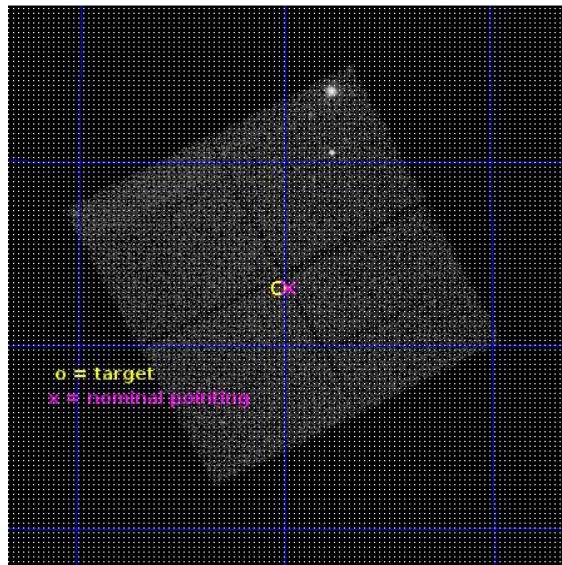 o = target
x = nominal pointing